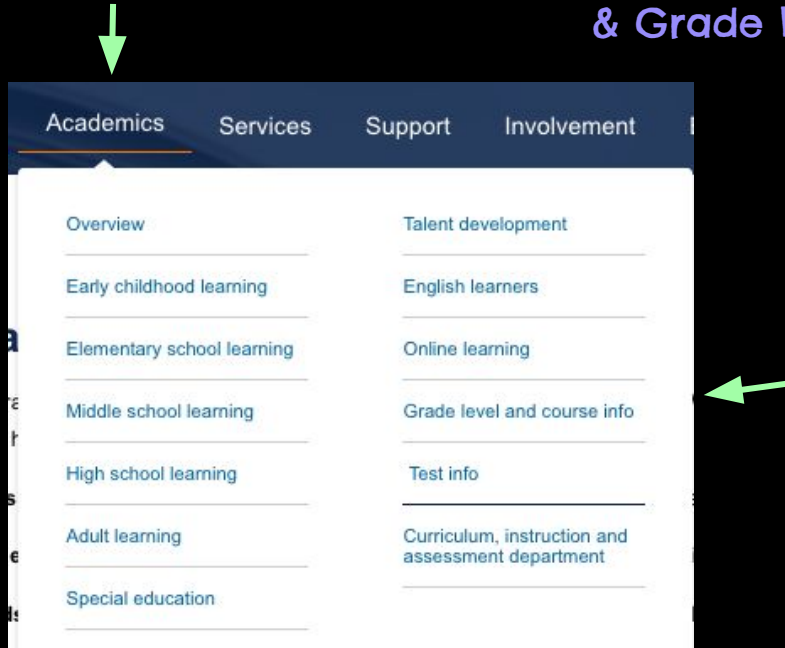 & Grade
Academics Services Support Involvement
Overview
Early childhood learning
Elementary school learning
Middle school learning
High school learning
Adult learning
Special education
Talent development
English learners
Online learning
Grade level and course info
Test info
Curriculum, instruction and
assessment department